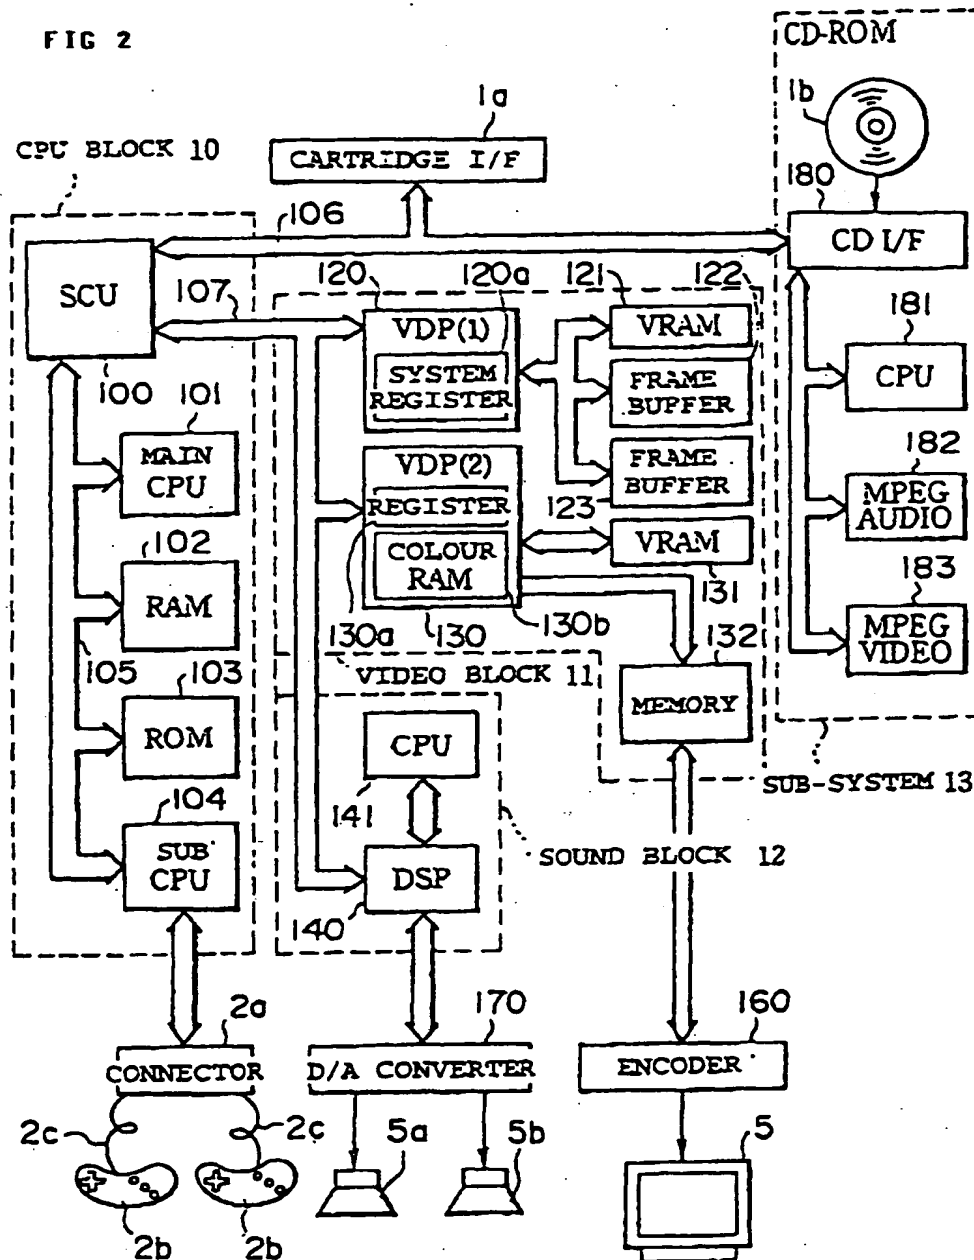 FIG 2
CD-ROM
1b
1a
CPU BLOCK 10
CARTRIDGE I/F
180
106
CD I/F
SCU
107
120
120a
121
122
VDP(1)
VRAM
181
SYSTEM
REGISTER
FRAME
BUFFER
CPU
100
101
MAIN
CPU
VDP(2)
FRAME
BUFFER
182
REGISTER
123
MPEG
AUDIO
102
COLOUR
RAM
VRAM
RAM
131
183
130a
130
130b
132
MPEG
VIDEO
105
103
VIDEO BLOCK 11
MEMORY
ROM
CPU
141
SUB-SYSTEM 13
104
SUB
CPU
SOUND BLOCK 12
DSP
140
2a
170
160
CONNECTOR
D/A CONVERTER
ENCODER
2c
2c
5a
5b
5
2b
2b